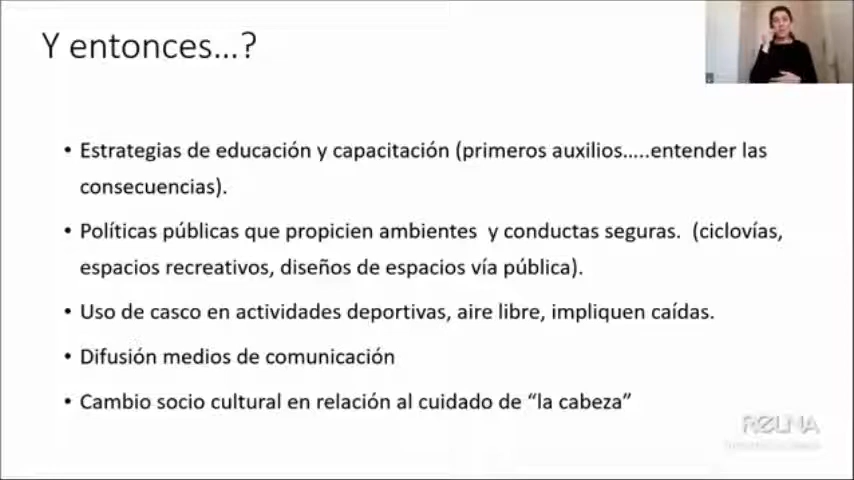 Y entonces…?
• Estrategias de educación y capacitación (primeros auxilios…..entender las
consecuencias).
• Políticas públicas que propicien ambientes  y conductas seguras.  (ciclovías,
espacios recreativos, diseños de espacios vía pública).
• Uso de casco en actividades deportivas, aire libre, impliquen caídas.
• Difusión medios de comunicación
• Cambio socio cultural en relación al cuidado de “la cabeza”